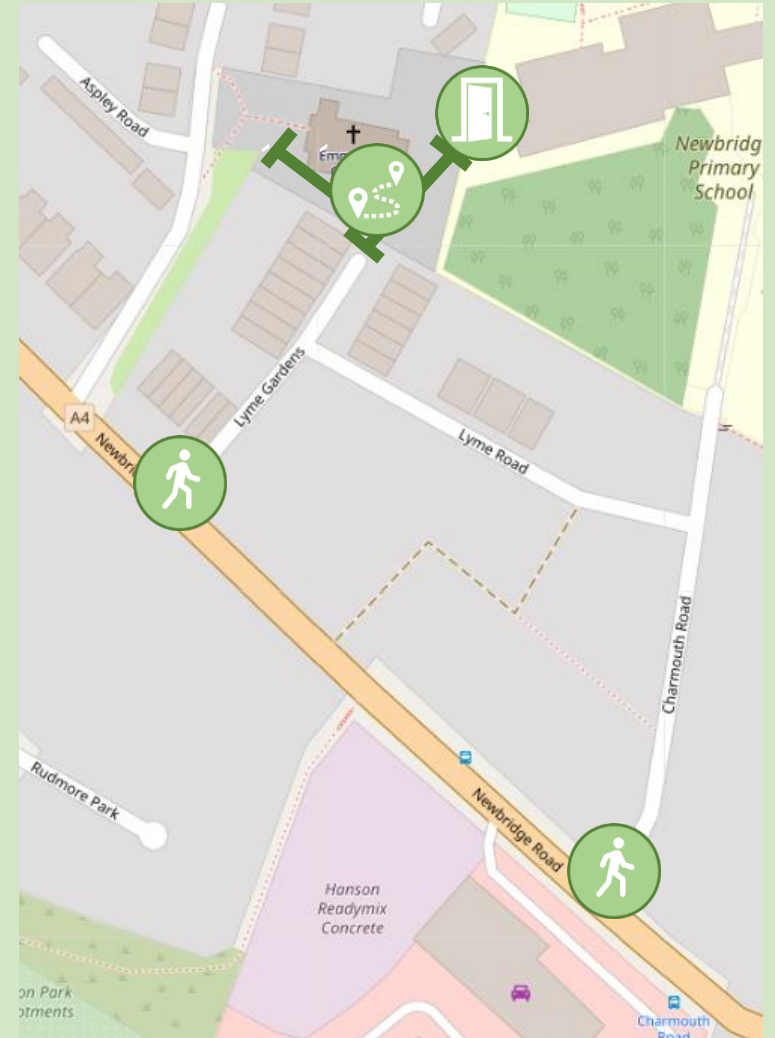 Aspley Road
Newbridg
Primary
School
Lyme Gardens
A4
Newbri
Lyme Road
Charmouth Road
Rudmore Park
Newbridge Road
Hanson
Readymix
Concrete
on Park
otments
Charmouth
Road